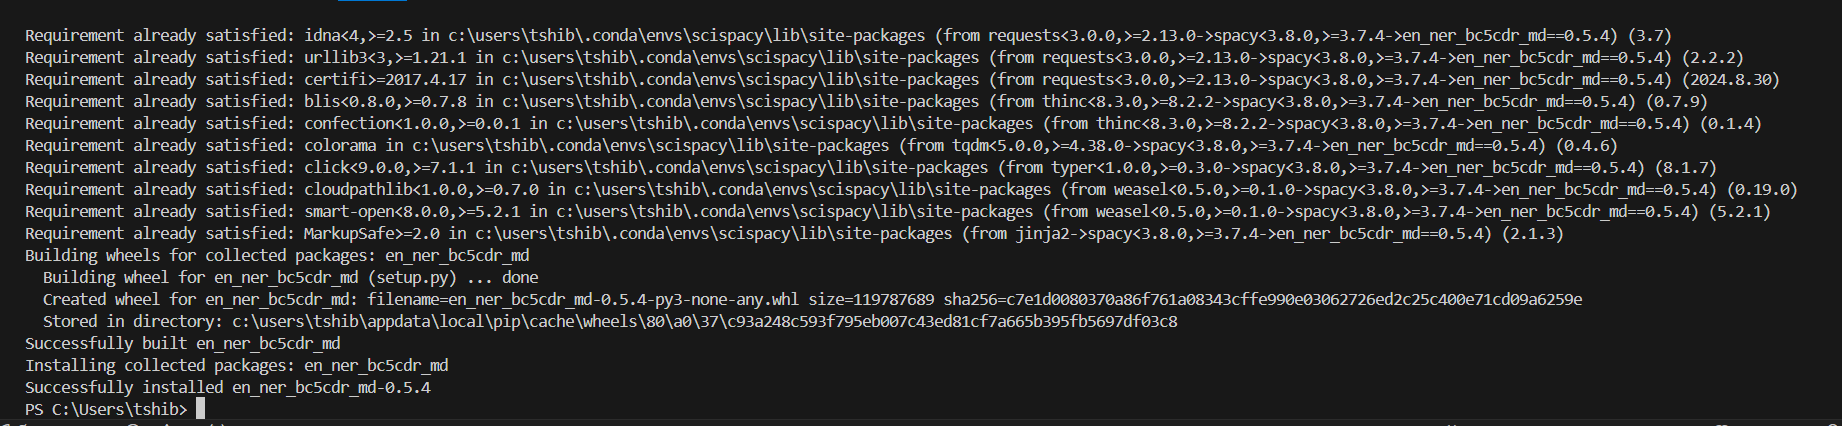 Requirement already satisfied: idna<4,>=2.5 in c:\users\tshib\.conda\envs\scispacy\lib\site-packages (from requests<3.0.0,>=2.13.0->spacy<3.8.0,>=3.7.4->en_ner_bc5cdr_md==0.5.4) (3.7)
Requirement already satisfied: urllib3<3,>=1.21.1 in c:\users\tshib\.conda\envs\scispacy\lib\site-packages (from requests<3.0.0,>=2.13.0->spacy<3.8.0,>=3.7.4->en_ner_bc5cdr_md==0.5.4) (2.2.2)
Requirement already satisfied: certifi>=2017.4.17 in c:\users\tshib\.conda\envs\scispacy\lib\site-packages (from requests<3.0.0,>=2.13.0->spacy<3.8.0,>=3.7.4->en_ner_bc5cdr_md==0.5.4) (2024.8.30)
Requirement already satisfied: blis<0.8.0,>=0.7.8 in c:\users\tshib\.conda\envs\scispacy\lib\site-packages (from thinc<8.3.0,>=8.2.2->spacy<3.8.0,>=3.7.4->en_ner_bc5cdr_md==0.5.4) (0.7.9)
Requirement already satisfied: confection<1.0.0,>=0.0.1 in c:\users\tshib\.conda\envs\scispacy\lib\site-packages (from thinc<8.3.0,>=8.2.2->spacy<3.8.0,>=3.7.4->en_ner_bc5cdr_md==0.5.4) (0.1.4)
Requirement already satisfied: colorama in c:\users\tshib\.conda\envs\scispacy\lib\site-packages (from tqdm<5.0.0,>=4.38.0->spacy<3.8.0,>=3.7.4->en_ner_bc5cdr_md==0.5.4) (0.4.6)
Requirement already satisfied: click<9.0.0,>=7.1.1 in c:\users\tshib\.conda\envs\scispacy\lib\site-packages (from typer<1.0.0,>=0.3.0->spacy<3.8.0,>=3.7.4->en_ner_bc5cdr_md==0.5.4) (8.1.7)
Requirement already satisfied: cloudpathlib<1.0.0,>=0.7.0 in c:\users\tshib\.conda\envs\scispacy\lib\site-packages (from weasel<0.5.0,>=0.1.0->spacy<3.8.0,>=3.7.4->en_ner_bc5cdr_md==0.5.4) (0.19.0)
Requirement already satisfied: smart-open<8.0.0,>=5.2.1 in c:\users\tshib\.conda\envs\scispacy\lib\site-packages (from weasel<0.5.0,>=0.1.0->spacy<3.8.0,>=3.7.4->en_ner_bc5cdr_md==0.5.4) (5.2.1)
Requirement already satisfied: MarkupSafe>=2.0 in c:\users\tshib\.conda\envs\scispacy\lib\site-packages (from jinja2->spacy<3.8.0,>=3.7.4->en_ner_bc5cdr_md==0.5.4) (2.1.3)
Building wheels for collected packages: en_ner_bc5cdr_md
  Building wheel for en_ner_bc5cdr_md (setup.py) ... done
  Created wheel for en_ner_bc5cdr_md: filename=en_ner_bc5cdr_md-0.5.4-py3-none-any.whl size=119787689 sha256=c7e1d0080370a86f761a08343cffe990e03062726ed2c25c400e71cd09a6259e
  Stored in directory: c:\users\tshib\appdata\local\pip\cache\wheels\80\a0\37\c93a248c593f795eb007c43ed81cf7a665b395fb5697df03c8
Successfully built en_ner_bc5cdr_md
Installing collected packages: en_ner_bc5cdr_md
Successfully installed en_ner_bc5cdr_md-0.5.4
PS C:\Users\tshib>